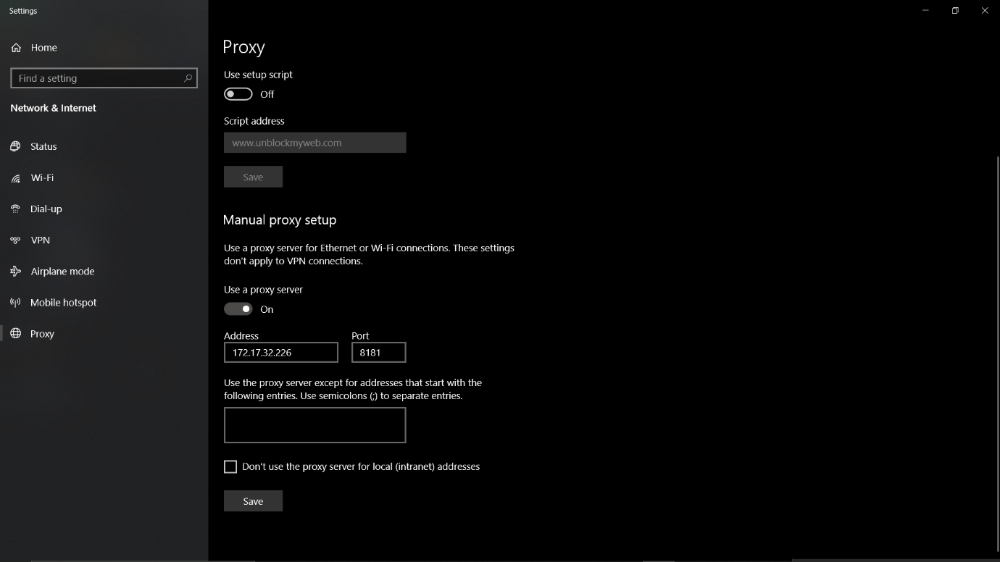 Settings
Home
Find a setting
Network & Internet
Status
Wi-Fi
Dial-up
VPN
Airplane mode
Mobile hotspot
Proxy
Proxy
Use setup script
Off
Script address
www.unblockmyweb.com
Save
Manual proxy setup
Use a proxy server for Ethernet or Wi-Fi connections. These settings
don't apply to VPN connections.
Use a proxy server
On
Address Port
172.17.32.226 8181
Use the proxy server except for addresses that start with the
following entries. Use semicolons (;) to separate entries.
Don't use the proxy server for local (intranet) addresses
Save